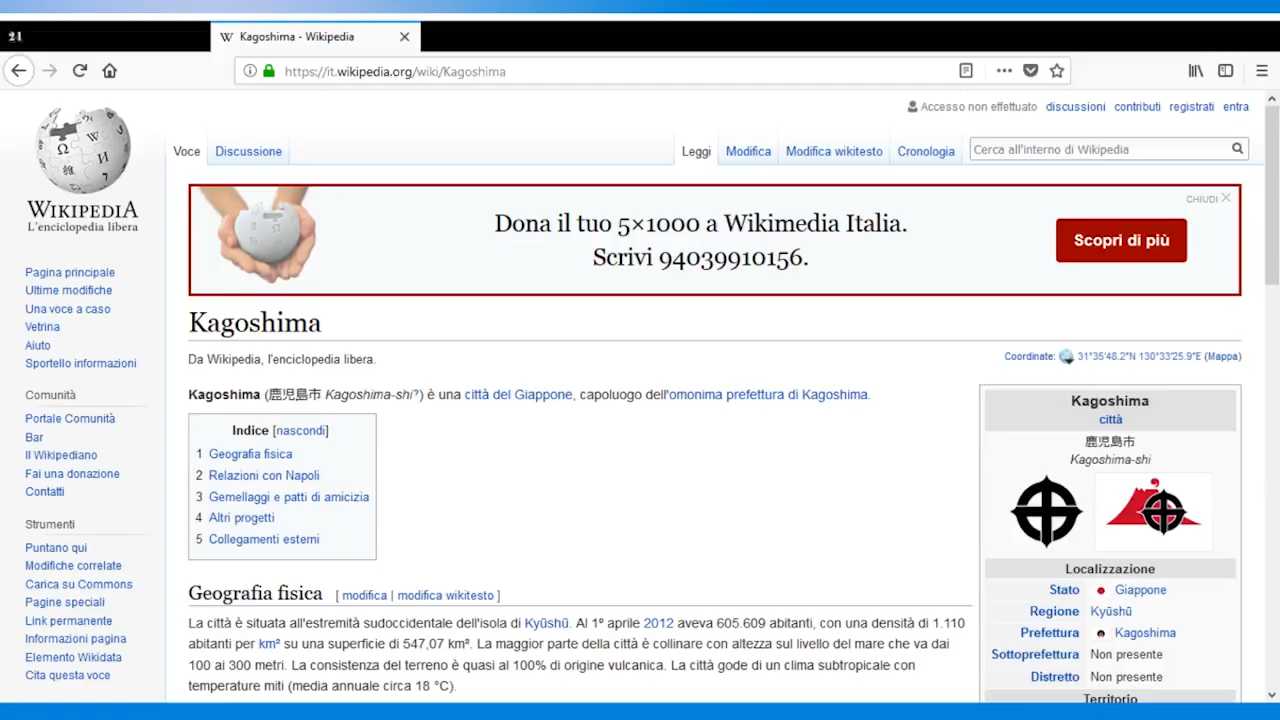 21
Kagoshima - Wikipedia
https://it.wikipedia.org/wiki/Kagoshima
Accesso non effettuato discussioni contributi registrati entra
Voce Discussione Leggi Modifica Modifica wikitesto Cronologia Cerca all'interno di Wikipedia
WIKIPEDIA
L'enciclopedia libera
CHIUDI
Dona il tuo 5×1000 a Wikimedia Italia.
Scrivi 94039910156.
Scopri di più
Pagina principale
Ultime modifiche
Una voce a caso
Vetrina
Aiuto
Sportello informazioni
Comunità
Portale Comunità
Bar
Il Wikipediano
Fai una donazione
Contatti
Strumenti
Puntano qui
Modifiche correlate
Carica su Commons
Pagine speciali
Link permanente
Informazioni pagina
Elemento Wikidata
Cita questa voce
Kagoshima
Da Wikipedia, l'enciclopedia libera.
Coordinate: 31°35′48.2″N 130°33′25.9″E (Mappa)
Kagoshima (鹿児島市 Kagoshima-shi?) è una città del Giappone, capoluogo dell'omonima prefettura di Kagoshima.
Indice [nascondi]
1 Geografia fisica
2 Relazioni con Napoli
3 Gemellaggi e patti di amicizia
4 Altri progetti
5 Collegamenti esterni
Geografia fisica [ modifica | modifica wikitesto ]
La città è situata all'estremità sudoccidentale dell'isola di Kyūshū. Al 1º aprile 2012 aveva 605.609 abitanti, con una densità di 1.110
abitanti per km² su una superficie di 547,07 km². La maggior parte della città è collinare con altezza sul livello del mare che va dai
100 ai 300 metri. La consistenza del terreno è quasi al 100% di origine vulcanica. La città gode di un clima subtropicale con
temperature miti (media annuale circa 18 °C).
Kagoshima
città
鹿児島市
Kagoshima-shi
Localizzazione
Stato Giappone
Regione Kyūshū
Prefettura Kagoshima
Sottoprefettura Non presente
Distretto Non presente
Territorio